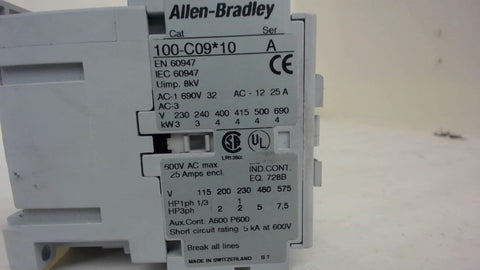 Allen-Bradley
Cat Ser
100-C09*10 A
EN 60947
IEC 60947 CE
Uimp. 8kV
AC-1 690V 32 AC-12 25A
AC-3
V 230 240 400 415 500 690
kW 3 3 4 4 4 4
SA UL
600V AC max. IND.CONT.
25 Amps encl. EQ. 728B
V 115 200 230 460 575
HP1ph 1/3 1
HP3ph 2 2 5 7,5
Aux.Cont. A600 P600
Short circuit rating 5 kA at 600V
Break all lines
MADE IN SWITZERLAND